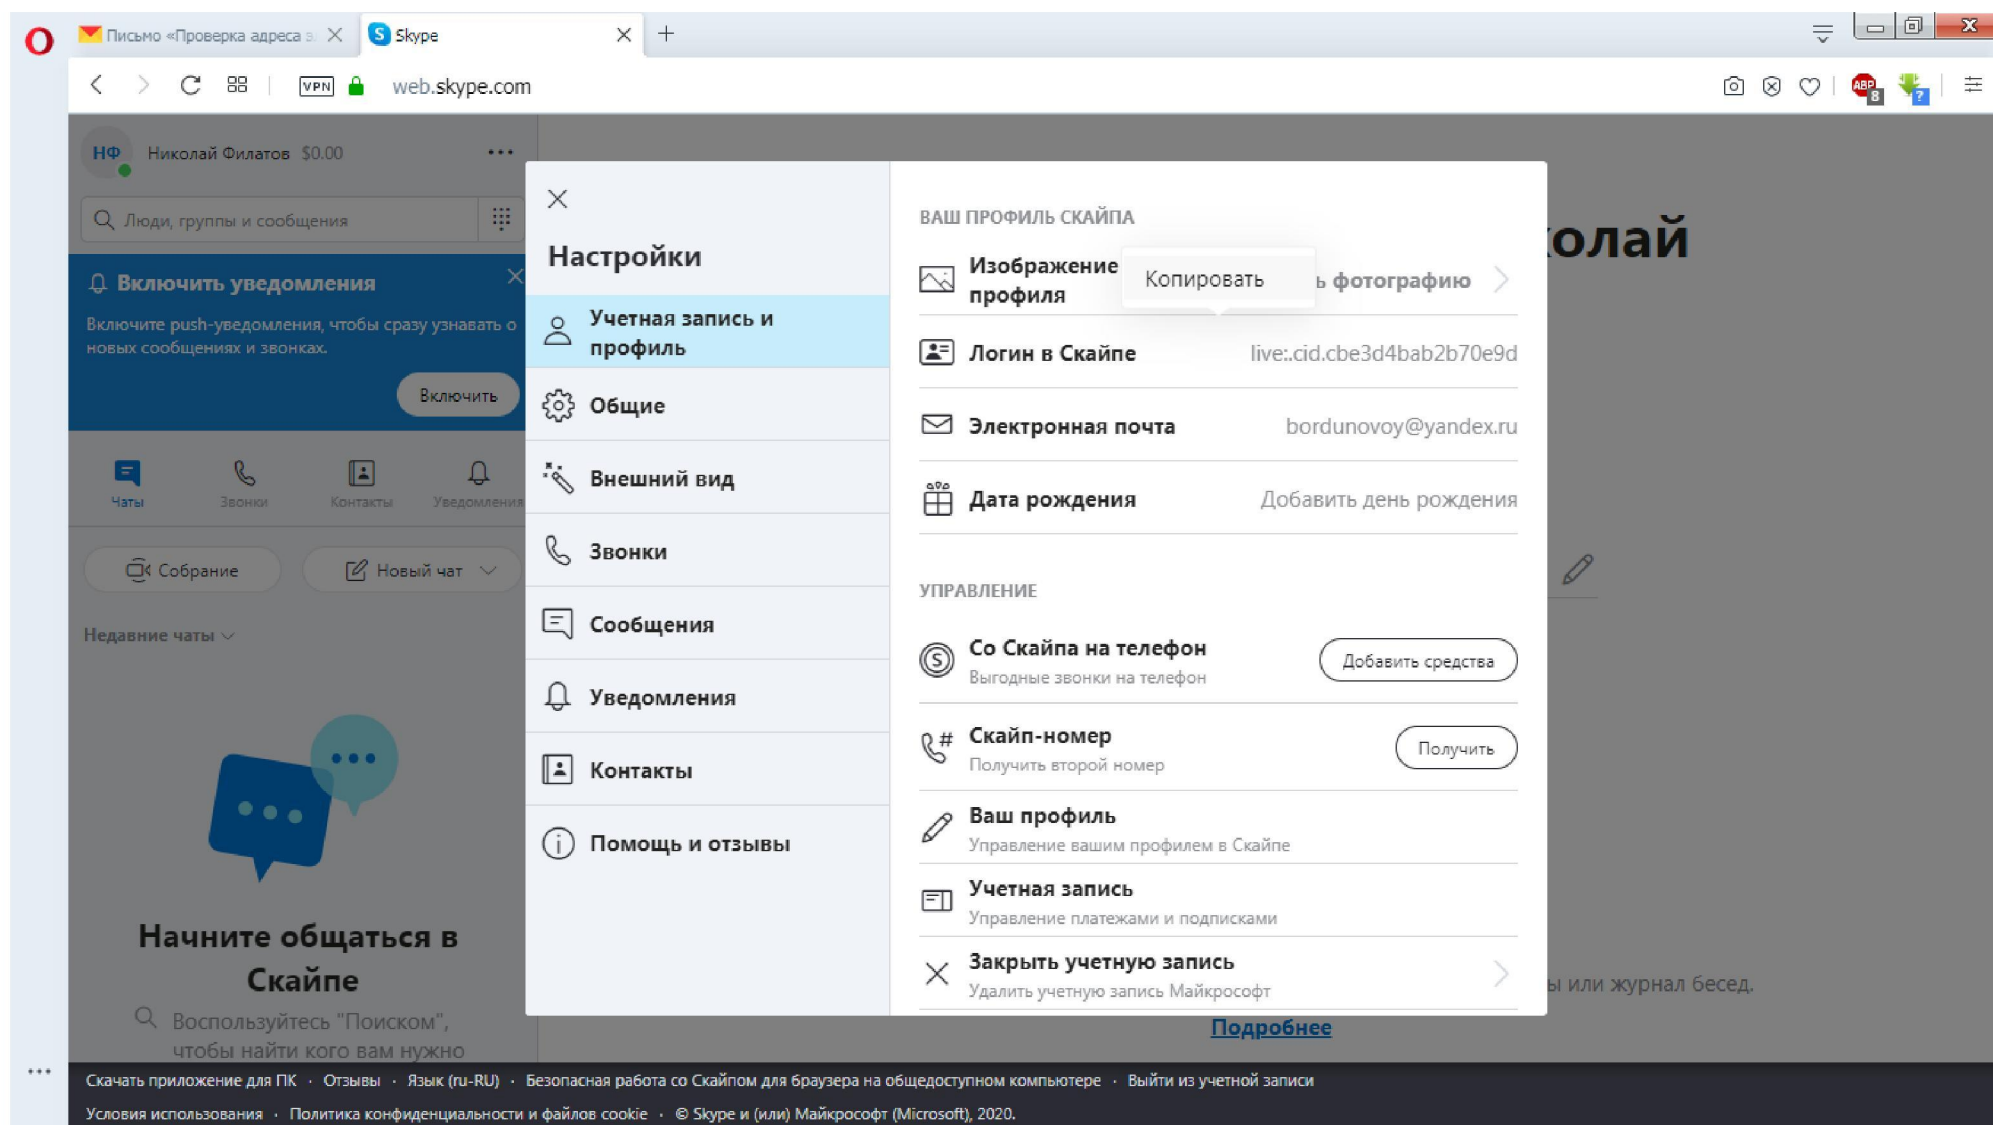 Письмо «Проверка адреса э
Skype
VPN
web.skype.com
ABP
8
?
НФ
Николай Филатов $0.00
Люди, группы и сообщения
Включить уведомления
Включите push-уведомления, чтобы сразу узнавать о
новых сообщениях и звонках.
Включить
Чаты
Звонки
Контакты
Уведомления
Собрание
Новый чат
Недавние чаты
Начните общаться в
Скайпе
Воспользуйтесь "Поиском",
чтобы найти кого вам нужно
Настройки
Учетная запись и
профиль
Общие
Внешний вид
Звонки
Сообщения
Уведомления
Контакты
Помощь и отзывы
ВАШ ПРОФИЛЬ СКАЙПА
Изображение
профиля
Копировать
ь фотографию
Логин в Скайпе
live:.cid.cbe3d4bab2b70e9d
Электронная почта
bordunovoy@yandex.ru
Дата рождения
Добавить день рождения
УПРАВЛЕНИЕ
Со Скайпа на телефон
Выгодные звонки на телефон
Добавить средства
Скайп-номер
Получить второй номер
Получить
Ваш профиль
Управление вашим профилем в Скайпе
Учетная запись
Управление платежами и подписками
Закрыть учетную запись
Удалить учетную запись Майкрософт
колай
ы или журнал бесед.
Подробнее
Скачать приложение для ПК · Отзывы · Язык (ru-RU) · Безопасная работа со Скайпом для браузера на общедоступном компьютере · Выйти из учетной записи
Условия использования · Политика конфиденциальности и файлов cookie · © Skype и (или) Майкрософт (Microsoft), 2020.